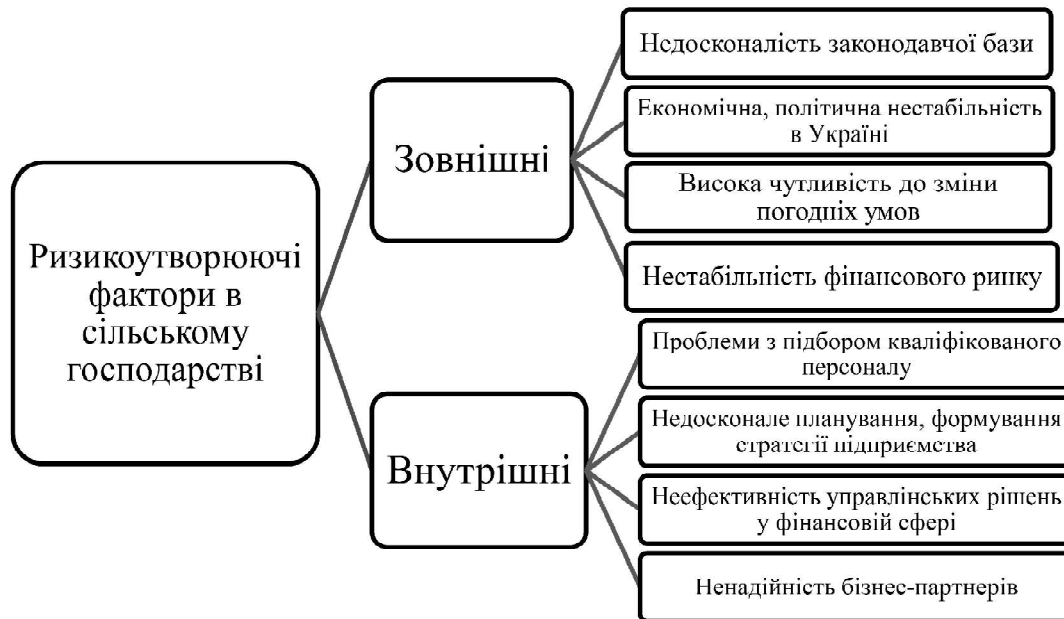 Ризикоутворюючі
фактори в
сільському
господарстві
Зовнішні
Недосконалість законодавчої бази
Економічна, політична нестабільність
в Україні
Висока чутливість до зміни
погодніх умов
Нестабільність фінансового ринку
Внутрішні
Проблеми з підбором кваліфікованого
персоналу
Недосконале планування, формування
стратегії підприємства
Неефективність управлінських рішень
у фінансовій сфері
Ненадійність бізнес-партнерів